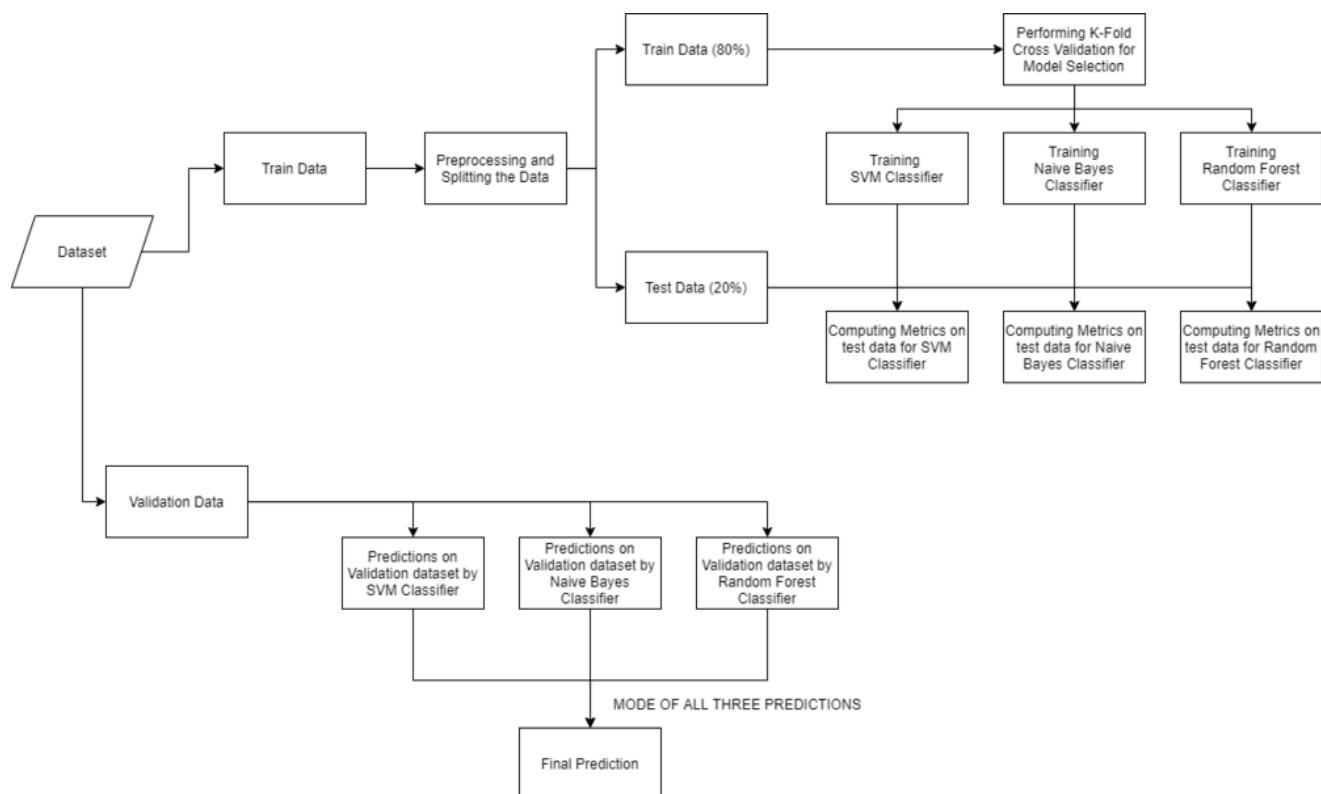 Train Data (80%)
Performing K-Fold
Cross Validation for
Model Selection
Train Data
Preprocessing and
Splitting the Data
Training
SVM Classifier
Training
Naive Bayes
Classifier
Training
Random Forest
Classifier
Dataset
Test Data (20%)
Computing Metrics on
test data for SVM
Classifier
Computing Metrics on
test data for Naive
Bayes Classifier
Computing Metrics on
test data for Random
Forest Classifier
Validation Data
Predictions on
Validation dataset by
SVM Classifier
Predictions on
Validation dataset by
Naive Bayes
Classifier
Predictions on
Validation dataset by
Random Forest
Classifier
MODE OF ALL THREE PREDICTIONS
Final Prediction